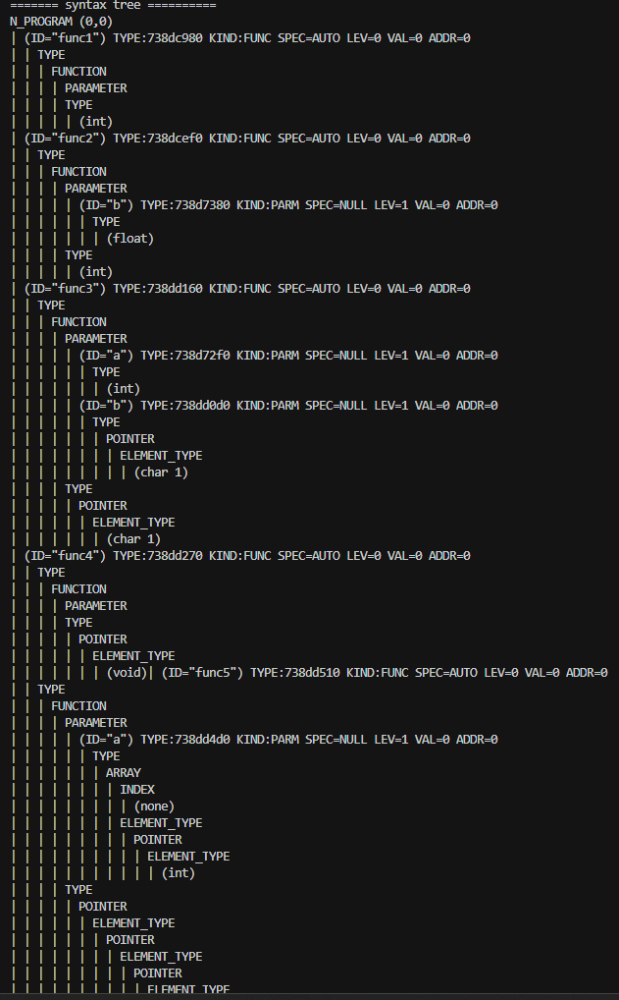 ======= syntax tree ==========
N_PROGRAM (0,0)
| (ID="func1") TYPE:738dc980 KIND:FUNC SPEC=AUTO LEV=0 VAL=0 ADDR=0
| | TYPE
| | | FUNCTION
| | | | PARAMETER
| | | | TYPE
| | | | | (int)
| (ID="func2") TYPE:738dcef0 KIND:FUNC SPEC=AUTO LEV=0 VAL=0 ADDR=0
| | TYPE
| | | FUNCTION
| | | | PARAMETER
| | | | | (ID="b") TYPE:738d7380 KIND:PARM SPEC=NULL LEV=1 VAL=0 ADDR=0
| | | | | | TYPE
| | | | | | | (float)
| | | | TYPE
| | | | | (int)
| (ID="func3") TYPE:738dd160 KIND:FUNC SPEC=AUTO LEV=0 VAL=0 ADDR=0
| | TYPE
| | | FUNCTION
| | | | PARAMETER
| | | | | (ID="a") TYPE:738d72f0 KIND:PARM SPEC=NULL LEV=1 VAL=0 ADDR=0
| | | | | | TYPE
| | | | | | | (int)
| | | | | (ID="b") TYPE:738dd0d0 KIND:PARM SPEC=NULL LEV=1 VAL=0 ADDR=0
| | | | | | TYPE
| | | | | | | POINTER
| | | | | | | | ELEMENT_TYPE
| | | | | | | | | (char 1)
| | | | TYPE
| | | | | POINTER
| | | | | | ELEMENT_TYPE
| | | | | | | (char 1)
| (ID="func4") TYPE:738dd270 KIND:FUNC SPEC=AUTO LEV=0 VAL=0 ADDR=0
| | TYPE
| | | FUNCTION
| | | | PARAMETER
| | | | TYPE
| | | | | POINTER
| | | | | | ELEMENT_TYPE
| | | | | | | (void)| (ID="func5") TYPE:738dd510 KIND:FUNC SPEC=AUTO LEV=0 VAL=0 ADDR=0
| | TYPE
| | | FUNCTION
| | | | PARAMETER
| | | | | (ID="a") TYPE:738dd4d0 KIND:PARM SPEC=NULL LEV=1 VAL=0 ADDR=0
| | | | | | TYPE
| | | | | | | ARRAY
| | | | | | | | INDEX
| | | | | | | | | (none)
| | | | | | | | ELEMENT_TYPE
| | | | | | | | | POINTER
| | | | | | | | | | ELEMENT_TYPE
| | | | | | | | | | | (int)
| | | | TYPE
| | | | | POINTER
| | | | | | ELEMENT_TYPE
| | | | | | | POINTER
| | | | | | | | ELEMENT_TYPE
| | | | | | | | | POINTER
| | | | | | | | | | ELEMENT_TYPE